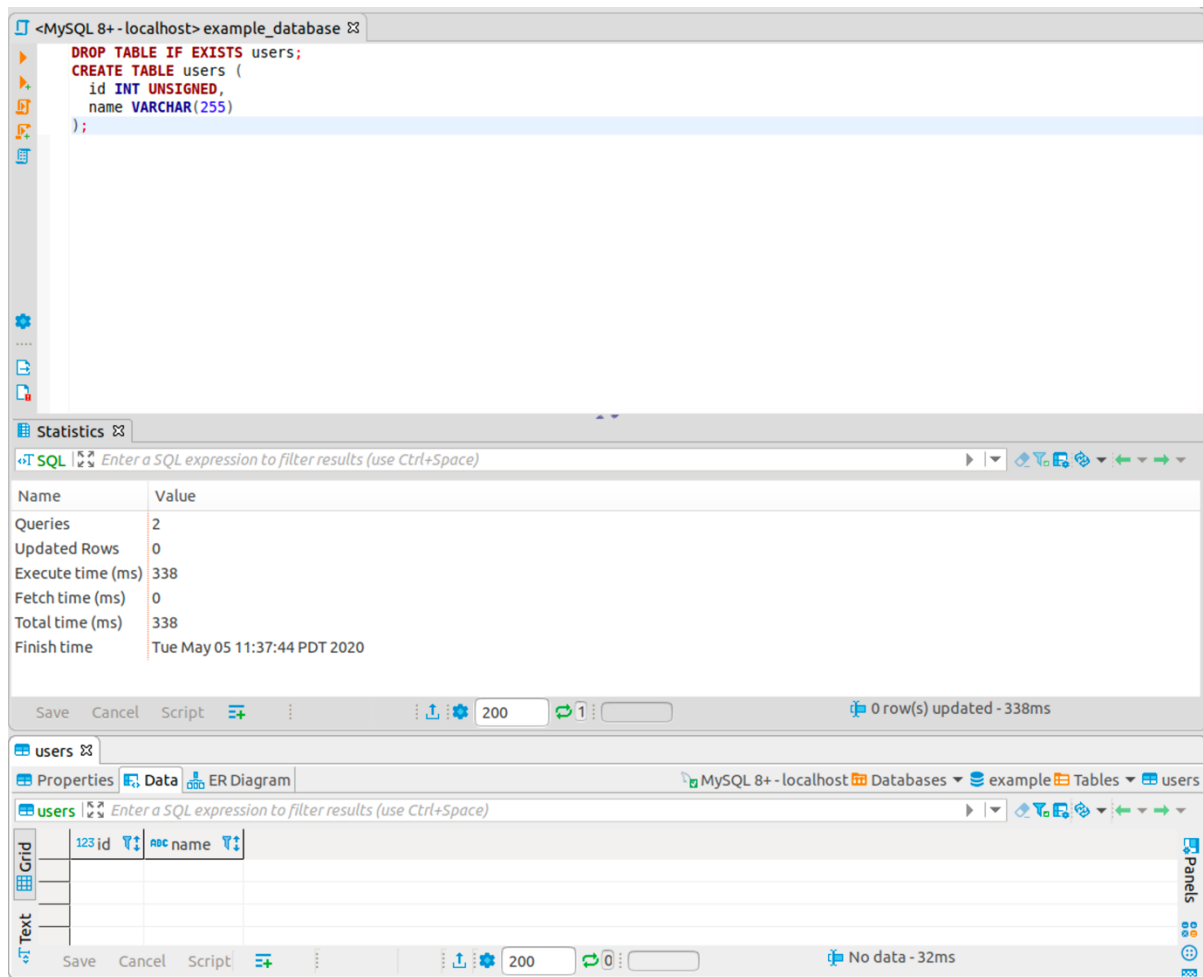 <MySQL 8+ - localhost> example_database
DROP TABLE IF EXISTS users;
CREATE TABLE users (
  id INT UNSIGNED,
  name VARCHAR(255)
);
Statistics
SQL Enter a SQL expression to filter results (use Ctrl+Space)
Name Value
Queries 2
Updated Rows 0
Execute time (ms) 338
Fetch time (ms) 0
Total time (ms) 338
Finish time Tue May 05 11:37:44 PDT 2020
Save Cancel Script 200 1 0 row(s) updated - 338ms
users
Properties Data ER Diagram MySQL 8+ - localhost Databases example Tables users
users Enter a SQL expression to filter results (use Ctrl+Space)
Grid 123 id ABC name Panels
Text
Save Cancel Script 200 0 No data - 32ms